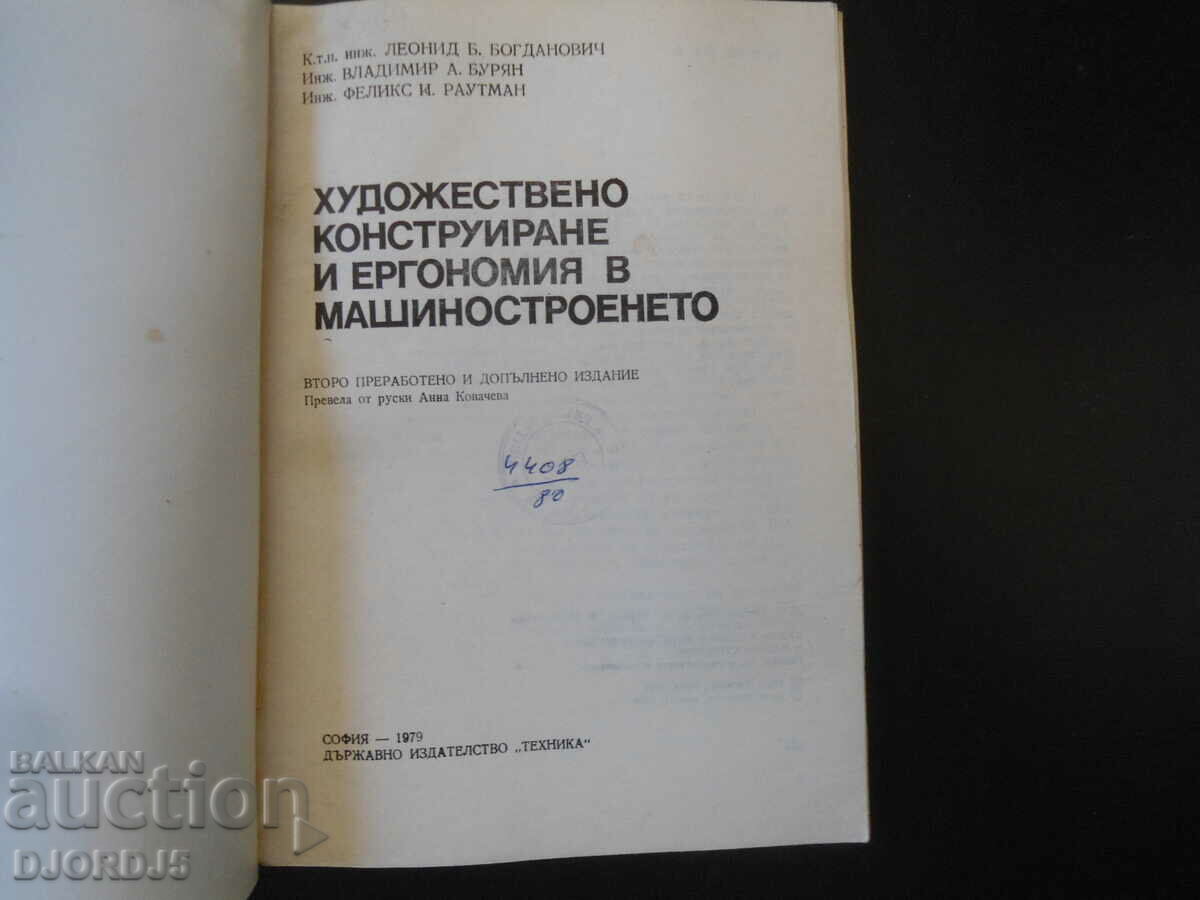 К.т.н. инж. ЛЕОНИД Б. БОГДАНОВИЧ
Инж. ВЛАДИМИР А. БУРЯН
Инж. ФЕЛИКС И. РАУТМАН
ХУДОЖЕСТВЕНО
КОНСТРУИРАНЕ
И ЕРГОНОМИЯ В
МАШИНОСТРОЕНЕТО
ВТОРО ПРЕРАБОТЕНО И ДОПЪЛНЕНО ИЗДАНИЕ
Превела от руски Анна Ковачева
4408
80
СОФИЯ — 1979
ДЪРЖАВНО ИЗДАТЕЛСТВО „ТЕХНИКА“
BALKAN
auction
DJORDJ5